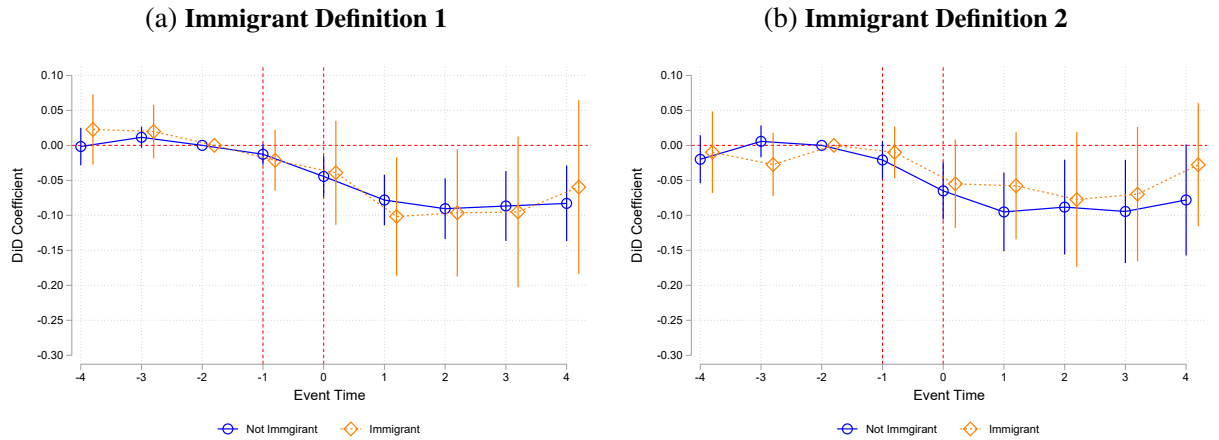 (a) Immigrant Definition 1
0.10
0.05
0.00
-0.05
-0.10
-0.15
-0.20
-0.25
-0.30
DiD Coefficient
-4 -3 -2 -1 0 1 2 3 4
Event Time
Not Immgirant Immigrant
(b) Immigrant Definition 2
0.10
0.05
0.00
-0.05
-0.10
-0.15
-0.20
-0.25
-0.30
DiD Coefficient
-4 -3 -2 -1 0 1 2 3 4
Event Time
Not Immgirant Immigrant